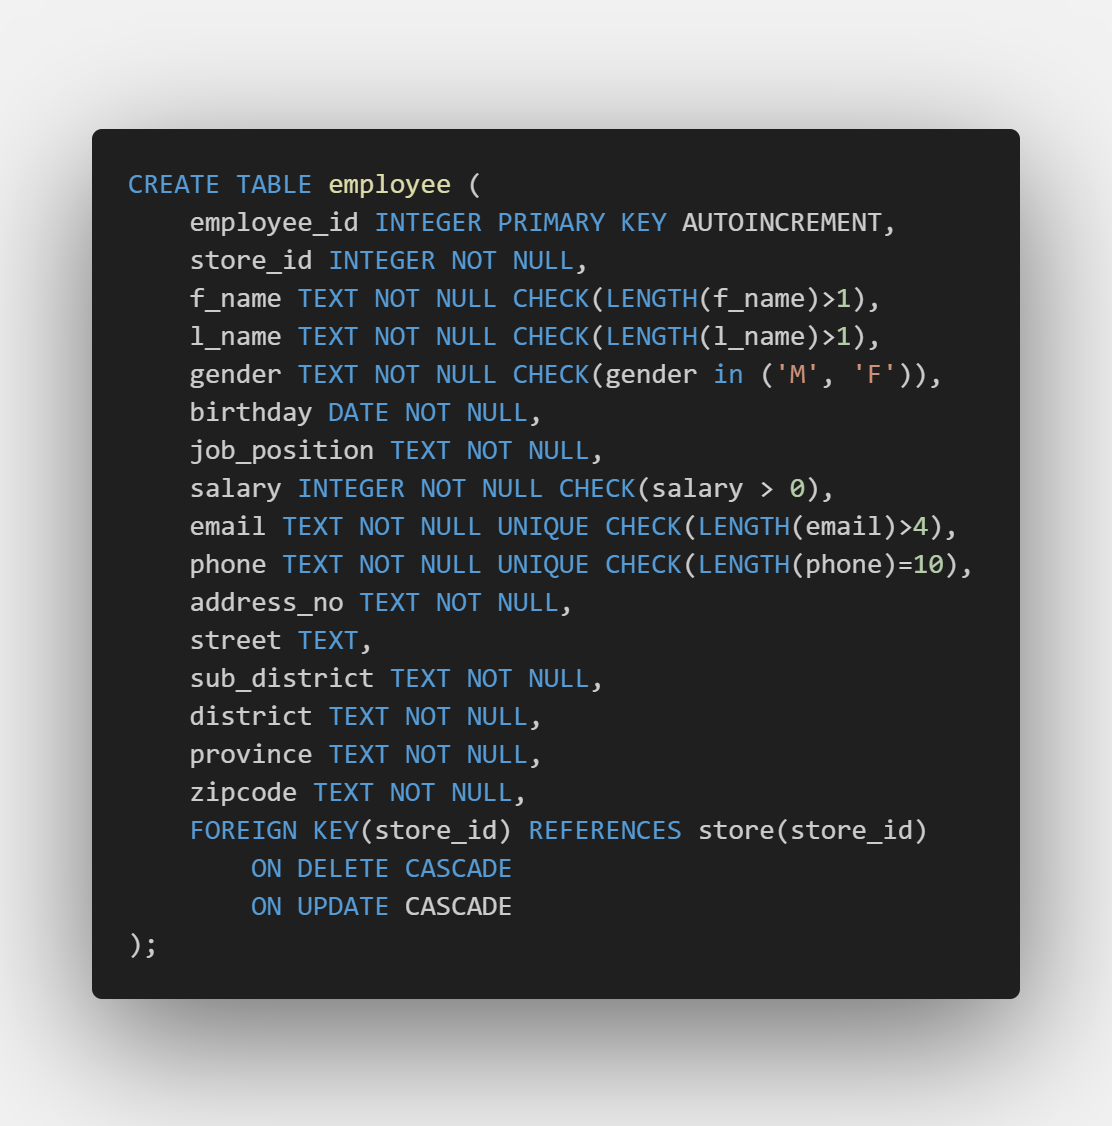 CREATE TABLE employee (
    employee_id INTEGER PRIMARY KEY AUTOINCREMENT,
    store_id INTEGER NOT NULL,
    f_name TEXT NOT NULL CHECK(LENGTH(f_name)>1),
    l_name TEXT NOT NULL CHECK(LENGTH(l_name)>1),
    gender TEXT NOT NULL CHECK(gender in ('M', 'F')),
    birthday DATE NOT NULL,
    job_position TEXT NOT NULL,
    salary INTEGER NOT NULL CHECK(salary > 0),
    email TEXT NOT NULL UNIQUE CHECK(LENGTH(email)>4),
    phone TEXT NOT NULL UNIQUE CHECK(LENGTH(phone)=10),
    address_no TEXT NOT NULL,
    street TEXT,
    sub_district TEXT NOT NULL,
    district TEXT NOT NULL,
    province TEXT NOT NULL,
    zipcode TEXT NOT NULL,
    FOREIGN KEY(store_id) REFERENCES store(store_id)
        ON DELETE CASCADE
        ON UPDATE CASCADE
);